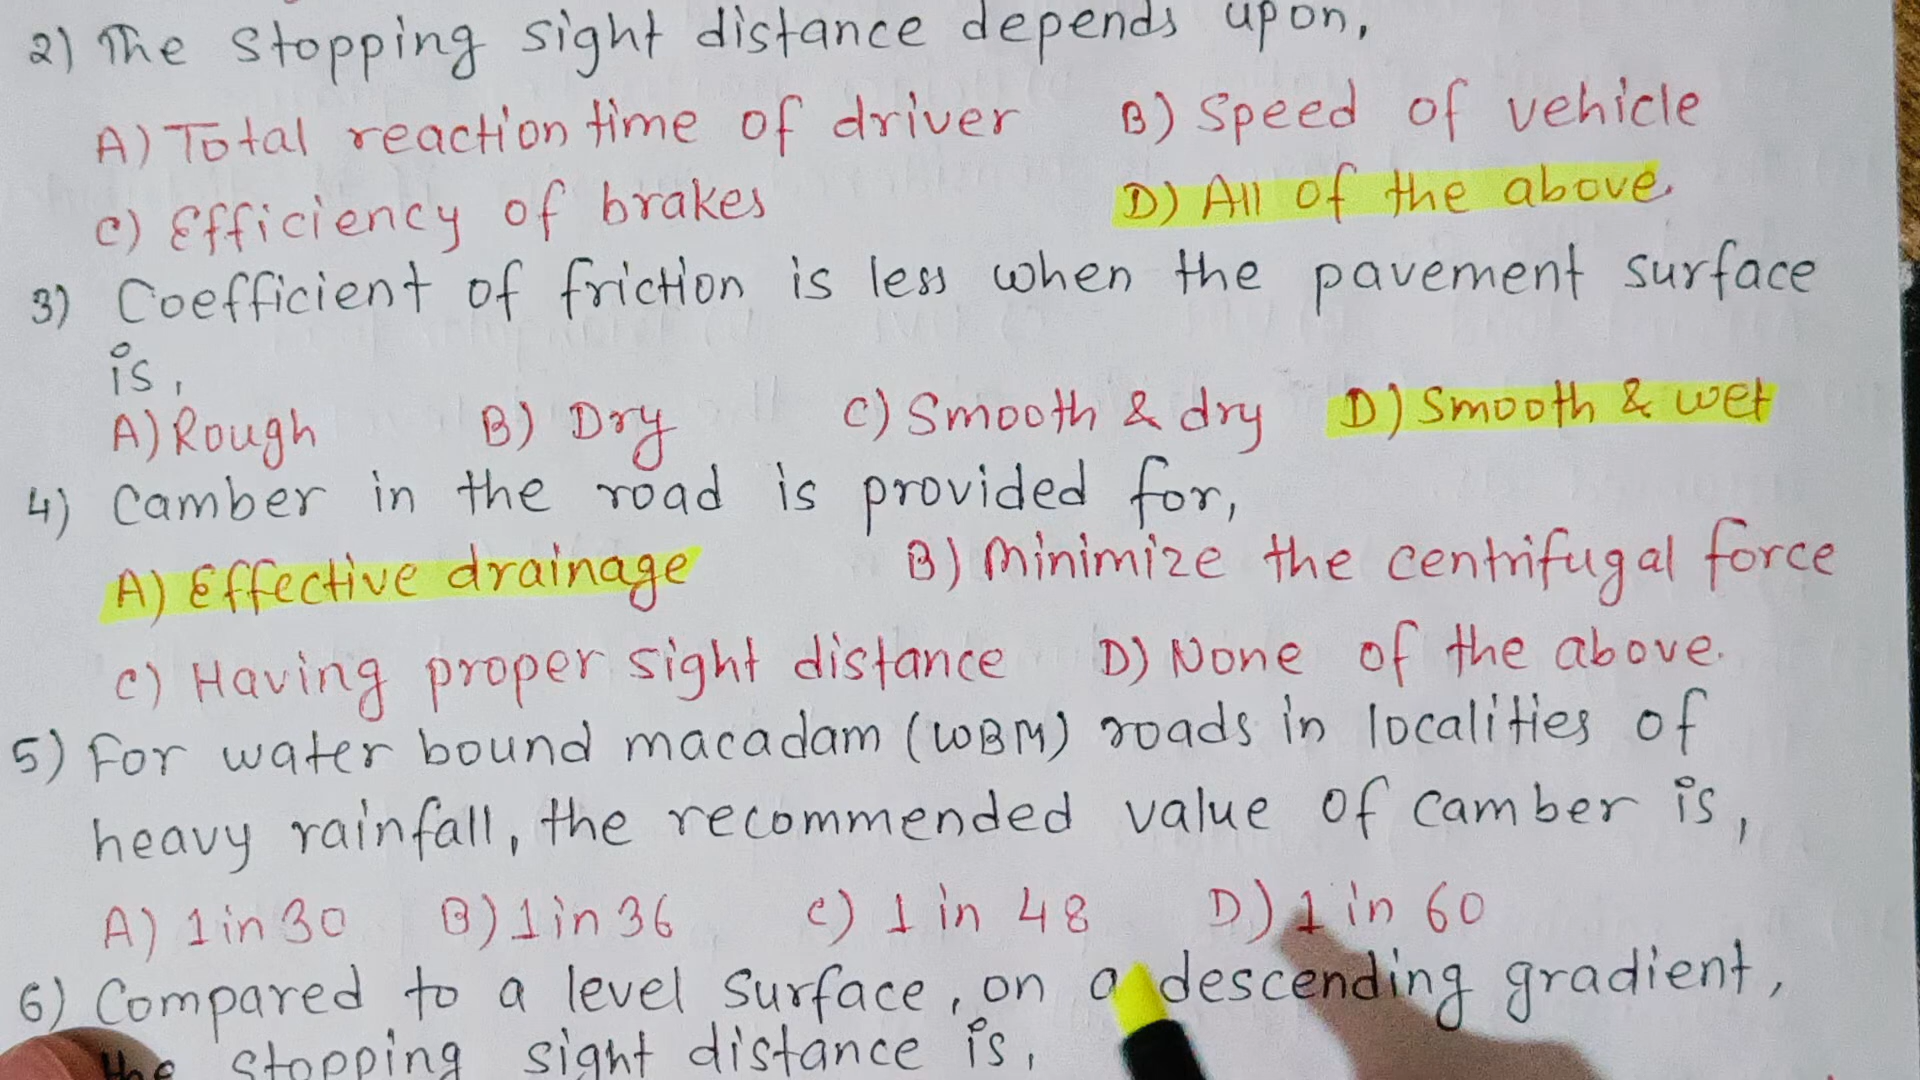 2) The stopping sight distance depends upon,
A) Total reaction time of driver B) Speed of vehicle
C) Efficiency of brakes D) All of the above.
3) Coefficient of friction is less when the pavement surface
is,
A) Rough B) Dry C) Smooth & dry D) Smooth & wet
4) Camber in the road is provided for,
A) Effective drainage B) Minimize the centrifugal force
C) Having proper sight distance D) None of the above.
5) For water bound macadam (WBM) roads in localities of
heavy rainfall, the recommended value of camber is,
A) 1 in 30 B) 1 in 36 C) 1 in 48 D) 1 in 60
6) Compared to a level surface, on a descending gradient,
the stopping sight distance is,